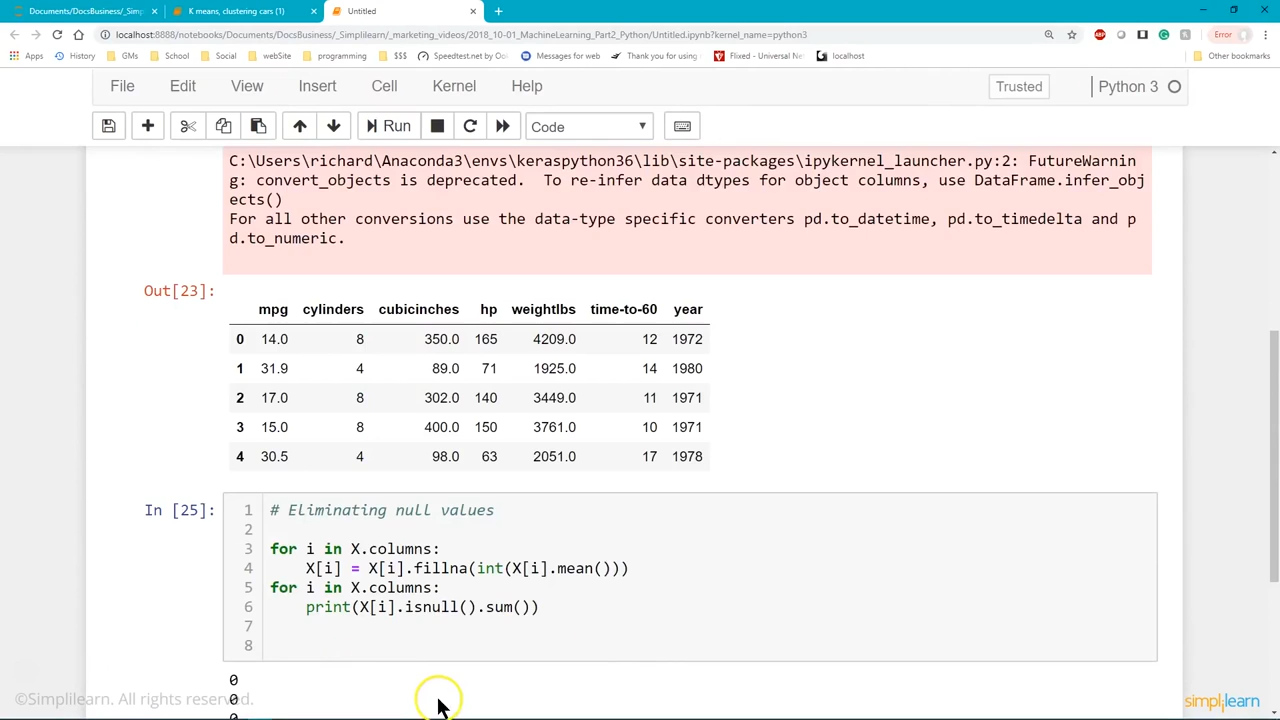 Documents/DocsBusiness/_Simp
K means, clustering cars (1)
Untitled
localhost:8888/notebooks/Documents/DocsBusiness/_Simplilearn/_marketing_videos/2018_10-01_MachineLearning_Part2_Python/Untitled.ipynb?kernel_name=python3
Error
Apps History GMs School Social webSite programming $$$ Speedtest.net by Ook Messages for web Thank you for using Flixed - Universal Ne localhost Other bookmarks
File Edit View Insert Cell Kernel Help Trusted Python 3
Run Code
C:\Users\richard\Anaconda3\envs\keraspython36\lib\site-packages\ipykernel_launcher.py:2: FutureWarnin
g: convert_objects is deprecated.  To re-infer data dtypes for object columns, use DataFrame.infer_obj
ects()
For all other conversions use the data-type specific converters pd.to_datetime, pd.to_timedelta and p
d.to_numeric.
Out[23]:
mpg cylinders cubicinches hp weightlbs time-to-60 year
0 14.0 8 350.0 165 4209.0 12 1972
1 31.9 4 89.0 71 1925.0 14 1980
2 17.0 8 302.0 140 3449.0 11 1971
3 15.0 8 400.0 150 3761.0 10 1971
4 30.5 4 98.0 63 2051.0 17 1978
In [25]:
1 # Eliminating null values
2
3 for i in X.columns:
4     X[i] = X[i].fillna(int(X[i].mean()))
5 for i in X.columns:
6     print(X[i].isnull().sum())
7
8
0
0
0
©Simplilearn. All rights reserved.
simplilearn